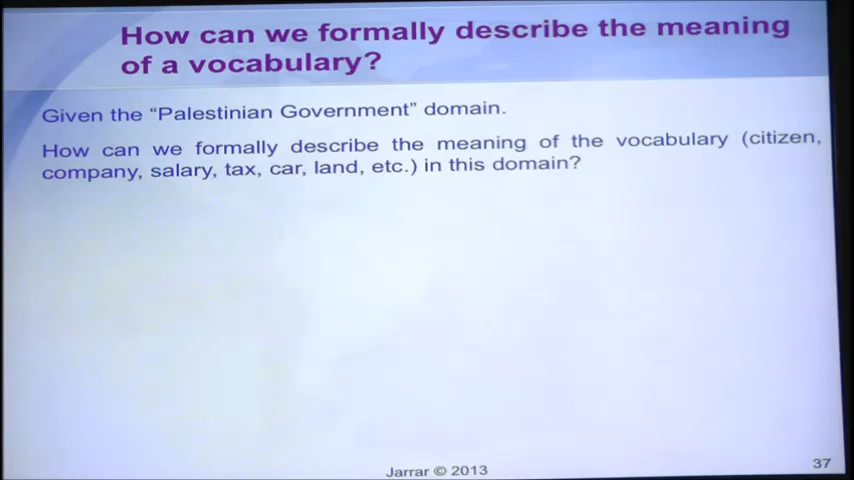 How can we formally describe the meaning
of a vocabulary?
Given the “Palestinian Government” domain.
How can we formally describe the meaning of the vocabulary (citizen,
company, salary, tax, car, land, etc.) in this domain?
Jarrar © 2013
37